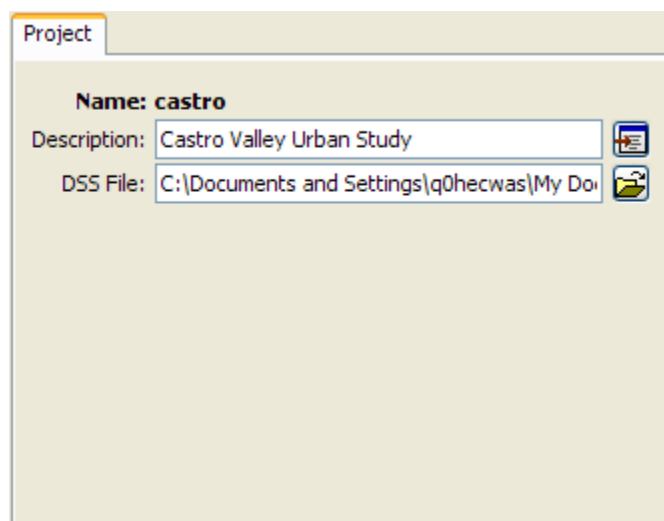 Project
Name: castro
Description: Castro Valley Urban Study
DSS File: C:\Documents and Settings\q0hecwas\My Do